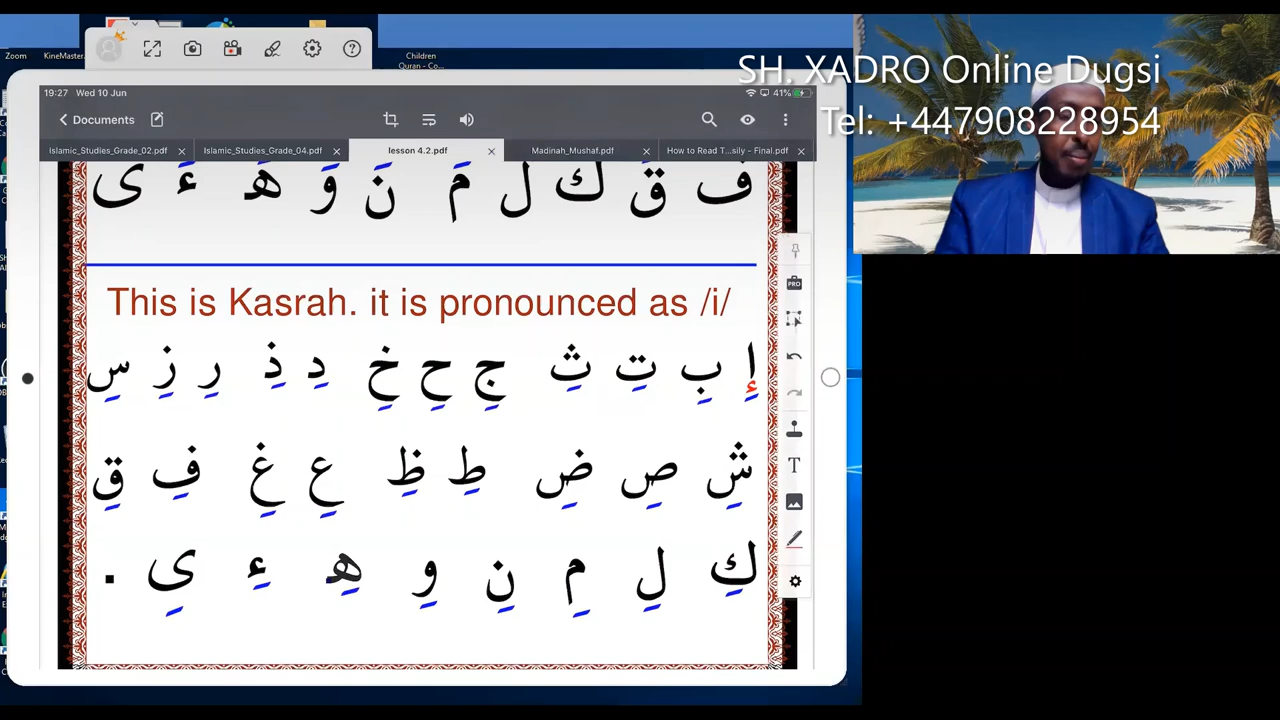 Zoom KineMaster Children
Quran - Co...
SH. XADRO Online Dugsi
Tel: +447908228954
19:27 Wed 10 Jun 41%
Documents
Islamic_Studies_Grade_02.pdf Islamic_Studies_Grade_04.pdf lesson 4.2.pdf Madinah_Mushaf.pdf How to Read T...sily - Final.pdf
فَ قَ كَ لَ مَ نَ وَ هَ ءَ ىَ
This is Kasrah. it is pronounced as /i/
إِ بِ تِ ثِ جِ حِ خِ دِ ذِ رِ زِ سِ
شِ صِ ضِ طِ ظِ عِ غِ فِ قِ
كِ لِ مِ نِ وِ هِ ءِ ىِ .
PRO
T